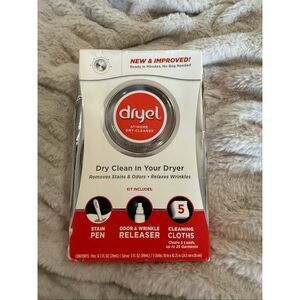 NEW & IMPROVED!
Ready in Minutes, No Bag Needed
dryel
AT-HOME
DRY-CLEANER
Dry Clean in Your Dryer
Removes Stains & Odors • Relaxes Wrinkles
KIT INCLUDES:
STAIN
PEN
ODOR & WRINKLE
RELEASER
5
CLEANING
CLOTHS
Cleans 5 Loads,
up to 25 Garments